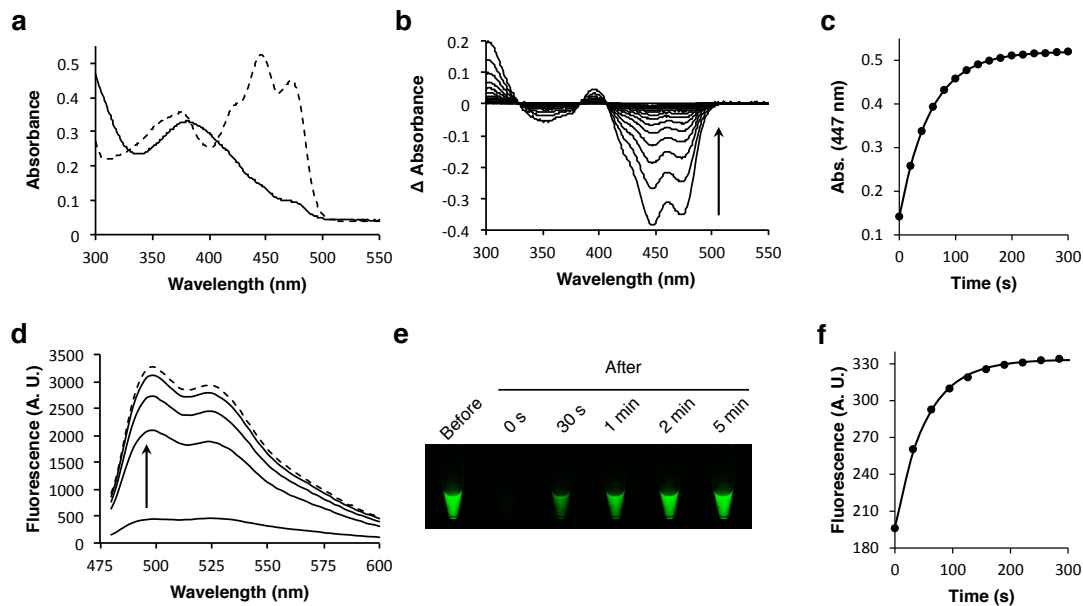 a
Absorbance
0.5
0.4
0.3
0.2
0.1
0
300 350 400 450 500 550
Wavelength (nm)
b
Δ Absorbance
0.2
0.1
0
-0.1
-0.2
-0.3
-0.4
300 350 400 450 500 550
Wavelength (nm)
c
Abs. (447 nm)
0.5
0.4
0.3
0.2
0.1
0 100 200 300
Time (s)
d
Fluorescence (A. U.)
3500
3000
2500
2000
1500
1000
500
0
475 500 525 550 575 600
Wavelength (nm)
e
After
Before 0 s 30 s 1 min 2 min 5 min
f
Fluorescence (A. U.)
330
300
270
240
210
180
0 100 200 300
Time (s)